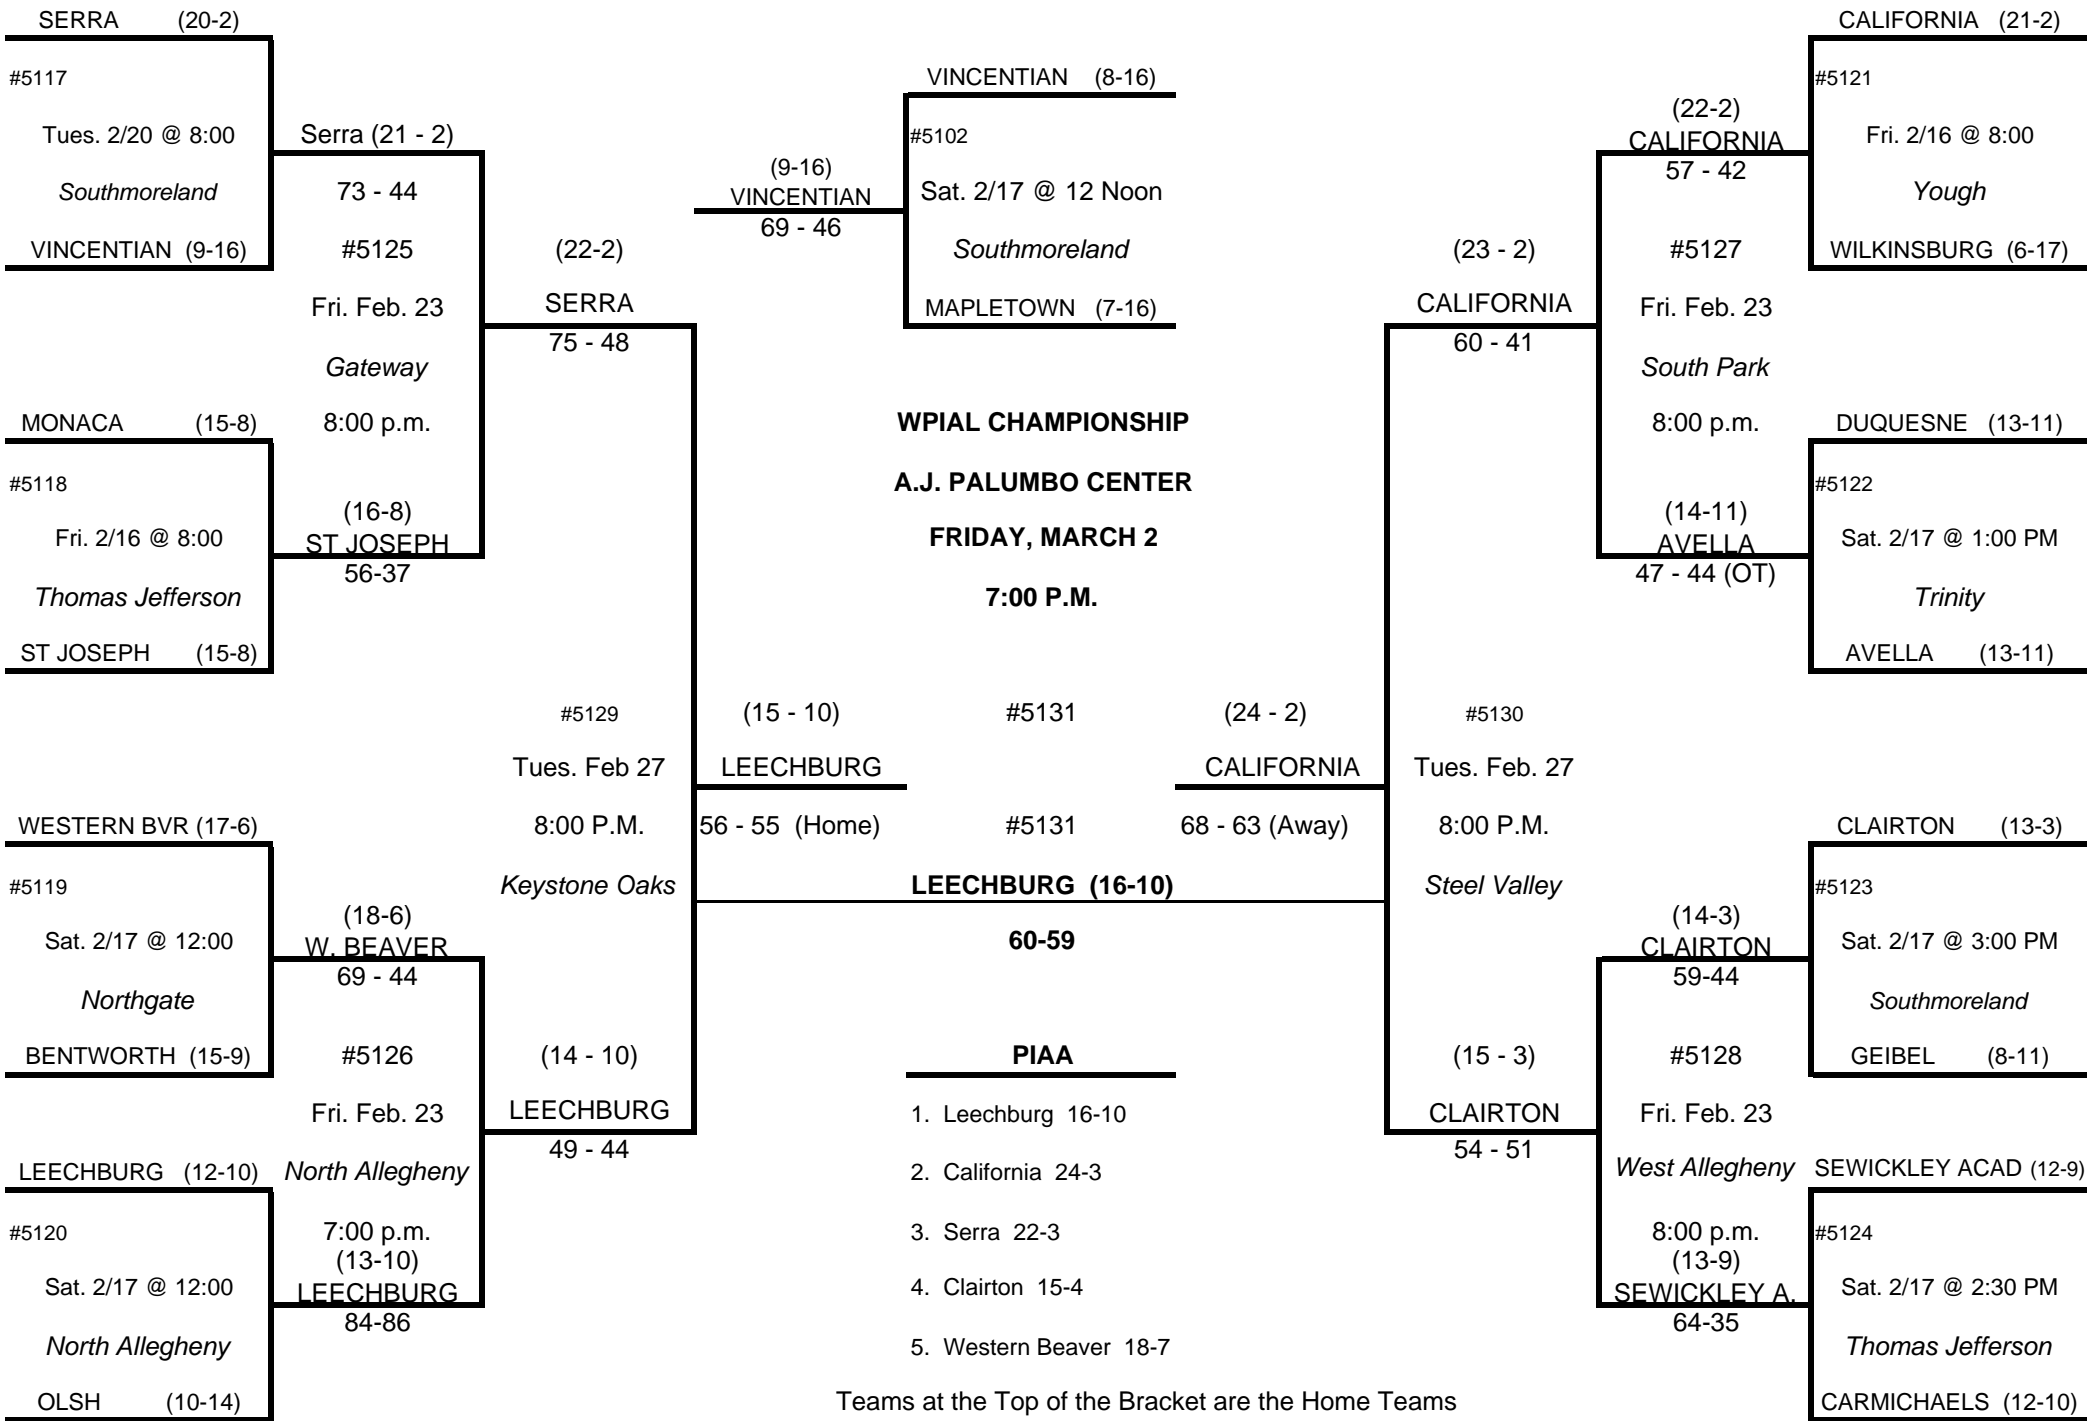 SERRA (20-2)
#5117
Tues. 2/20 @ 8:00
Southmoreland
VINCENTIAN (9-16)
MONACA (15-8)
#5118
Fri. 2/16 @ 8:00
Thomas Jefferson
ST JOSEPH (15-8)
WESTERN BVR (17-6)
#5119
Sat. 2/17 @ 12:00
Northgate
BENTWORTH (15-9)
LEECHBURG (12-10)
#5120
Sat. 2/17 @ 12:00
North Allegheny
OLSH (10-14)
Serra (21 - 2)
73 - 44
#5125
Fri. Feb. 23
Gateway
8:00 p.m.
(16-8)
ST JOSEPH
56-37
(18-6)
W. BEAVER
69 - 44
#5126
Fri. Feb. 23
North Allegheny
7:00 p.m.
(13-10)
LEECHBURG
84-86
(22-2)
SERRA
75 - 48
#5129
Tues. Feb 27
8:00 P.M.
Keystone Oaks
(14 - 10)
LEECHBURG
49 - 44
(9-16)
VINCENTIAN
69 - 46
VINCENTIAN (8-16)
#5102
Sat. 2/17 @ 12 Noon
Southmoreland
MAPLETOWN (7-16)
WPIAL CHAMPIONSHIP
A.J. PALUMBO CENTER
FRIDAY, MARCH 2
7:00 P.M.
(15 - 10)
LEECHBURG
56 - 55 (Home)
#5131
#5131
(24 - 2)
CALIFORNIA
68 - 63 (Away)
LEECHBURG (16-10)
60-59
PIAA
1. Leechburg 16-10
2. California 24-3
3. Serra 22-3
4. Clairton 15-4
5. Western Beaver 18-7
Teams at the Top of the Bracket are the Home Teams
(23 - 2)
CALIFORNIA
60 - 41
#5130
Tues. Feb. 27
8:00 P.M.
Steel Valley
(15 - 3)
CLAIRTON
54 - 51
(22-2)
CALIFORNIA
57 - 42
#5127
Fri. Feb. 23
South Park
8:00 p.m.
(14-11)
AVELLA
47 - 44 (OT)
(14-3)
CLAIRTON
59-44
#5128
Fri. Feb. 23
West Allegheny
8:00 p.m.
(13-9)
SEWICKLEY A.
64-35
CALIFORNIA (21-2)
#5121
Fri. 2/16 @ 8:00
Yough
WILKINSBURG (6-17)
DUQUESNE (13-11)
#5122
Sat. 2/17 @ 1:00 PM
Trinity
AVELLA (13-11)
CLAIRTON (13-3)
#5123
Sat. 2/17 @ 3:00 PM
Southmoreland
GEIBEL (8-11)
SEWICKLEY ACAD (12-9)
#5124
Sat. 2/17 @ 2:30 PM
Thomas Jefferson
CARMICHAELS (12-10)